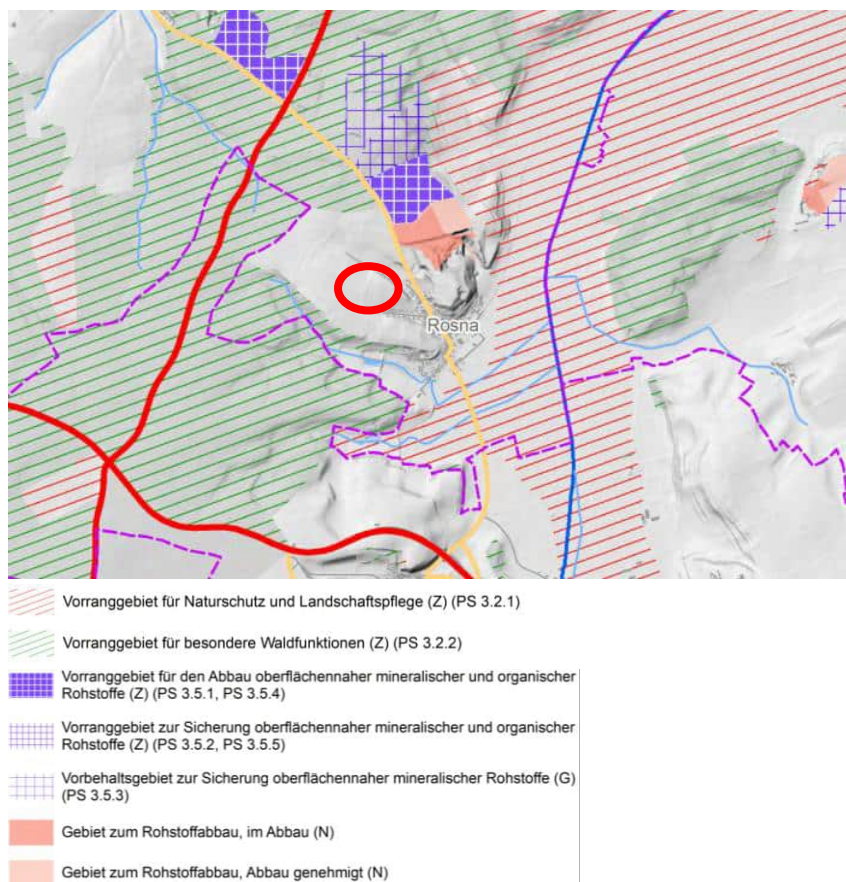 Rosna
Vorranggebiet für Naturschutz und Landschaftspflege (Z) (PS 3.2.1)
Vorranggebiet für besondere Waldfunktionen (Z) (PS 3.2.2)
Vorranggebiet für den Abbau oberflächennaher mineralischer und organischer
Rohstoffe (Z) (PS 3.5.1, PS 3.5.4)
Vorranggebiet zur Sicherung oberflächennaher mineralischer und organischer
Rohstoffe (Z) (PS 3.5.2, PS 3.5.5)
Vorbehaltsgebiet zur Sicherung oberflächennaher mineralischer Rohstoffe (G)
(PS 3.5.3)
Gebiet zum Rohstoffabbau, im Abbau (N)
Gebiet zum Rohstoffabbau, Abbau genehmigt (N)